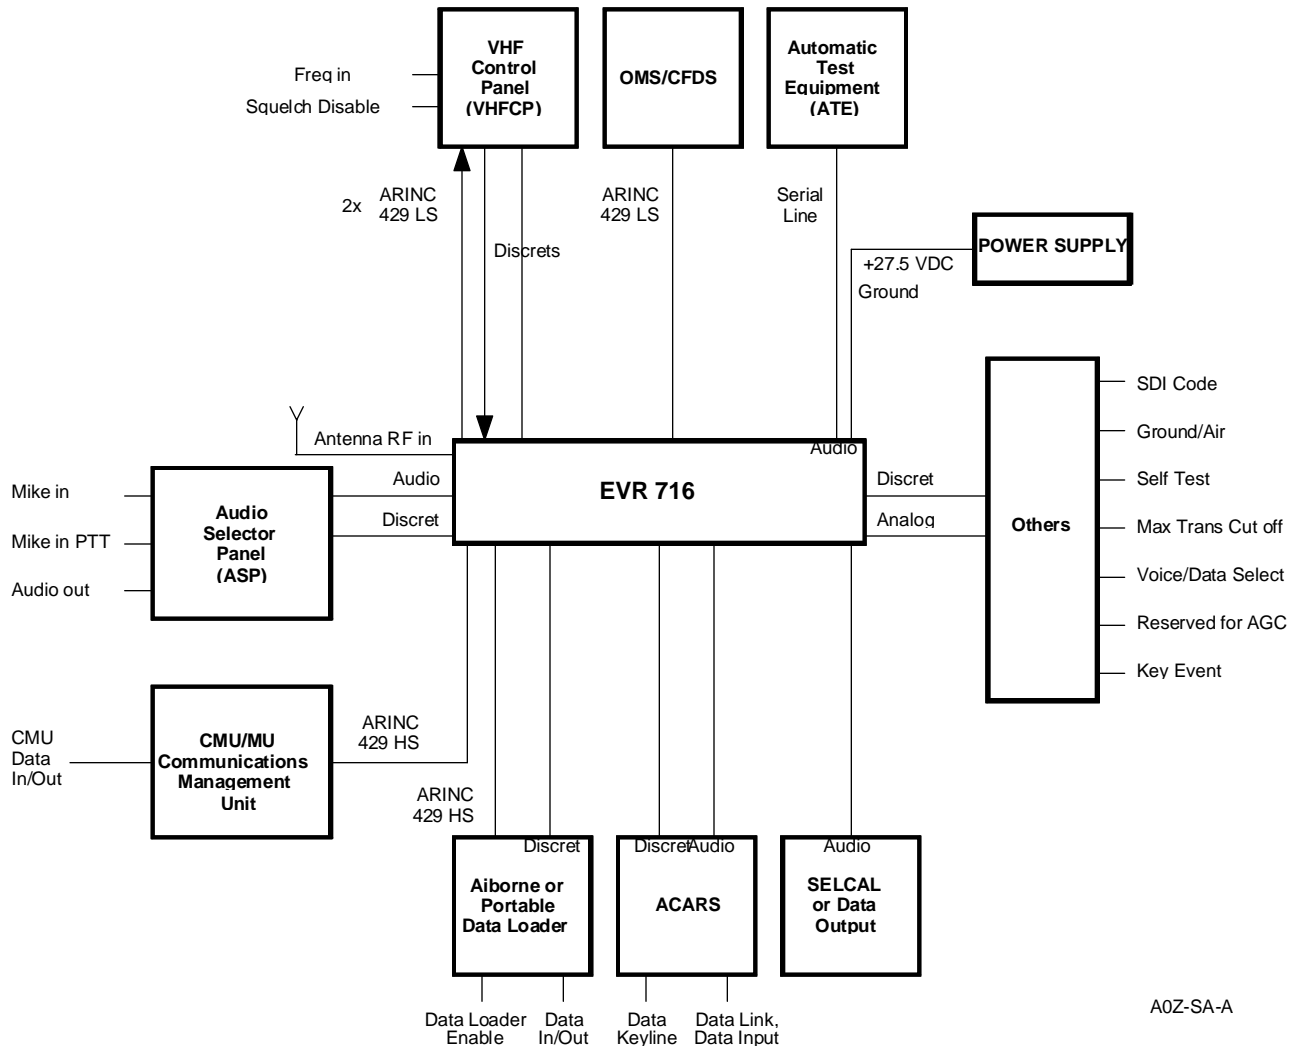 VHF
Control
Panel
(VHFCP)
OMS/CFDS
Automatic
Test
Equipment
(ATE)
Freq in
Squelch Disable
2x
ARINC
429 LS
ARINC
429 LS
Serial
Line
Discrets
POWER SUPPLY
+27.5 VDC
Ground
SDI Code
Ground/Air
Self Test
Max Trans Cut off
Voice/Data Select
Reserved for AGC
Key Event
Others
Antenna RF in
Audio
EVR 716
Audio
Discret
Discret
Analog
Mike in
Mike in PTT
Audio out
Audio
Selector
Panel
(ASP)
CMU
Data
In/Out
CMU/MU
Communications
Management
Unit
ARINC
429 HS
ARINC
429 HS
Discret
Aiborne or
Portable
Data Loader
Discret
Audio
ACARS
Audio
SELCAL
or Data
Output
Data Loader
Enable
Data
In/Out
Data
Keyline
Data Link,
Data Input
A0Z-SA-A